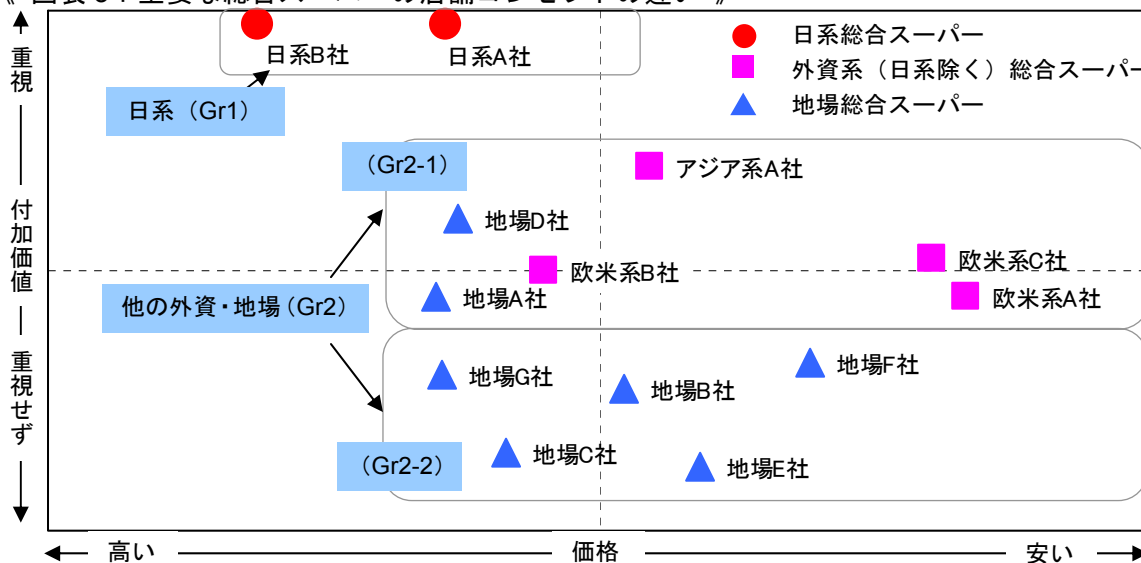 日系B社
日系A社
日系総合スーパー
外資系（日系除く）総合スーパー
地場総合スーパー
日系（Gr1）
（Gr2-1）
アジア系A社
地場D社
欧米系B社
欧米系C社
地場A社
欧米系A社
他の外資・地場（Gr2）
地場G社
地場B社
地場F社
（Gr2-2）
地場C社
地場E社
重視
付加価値
重視せず
高い
価格
安い